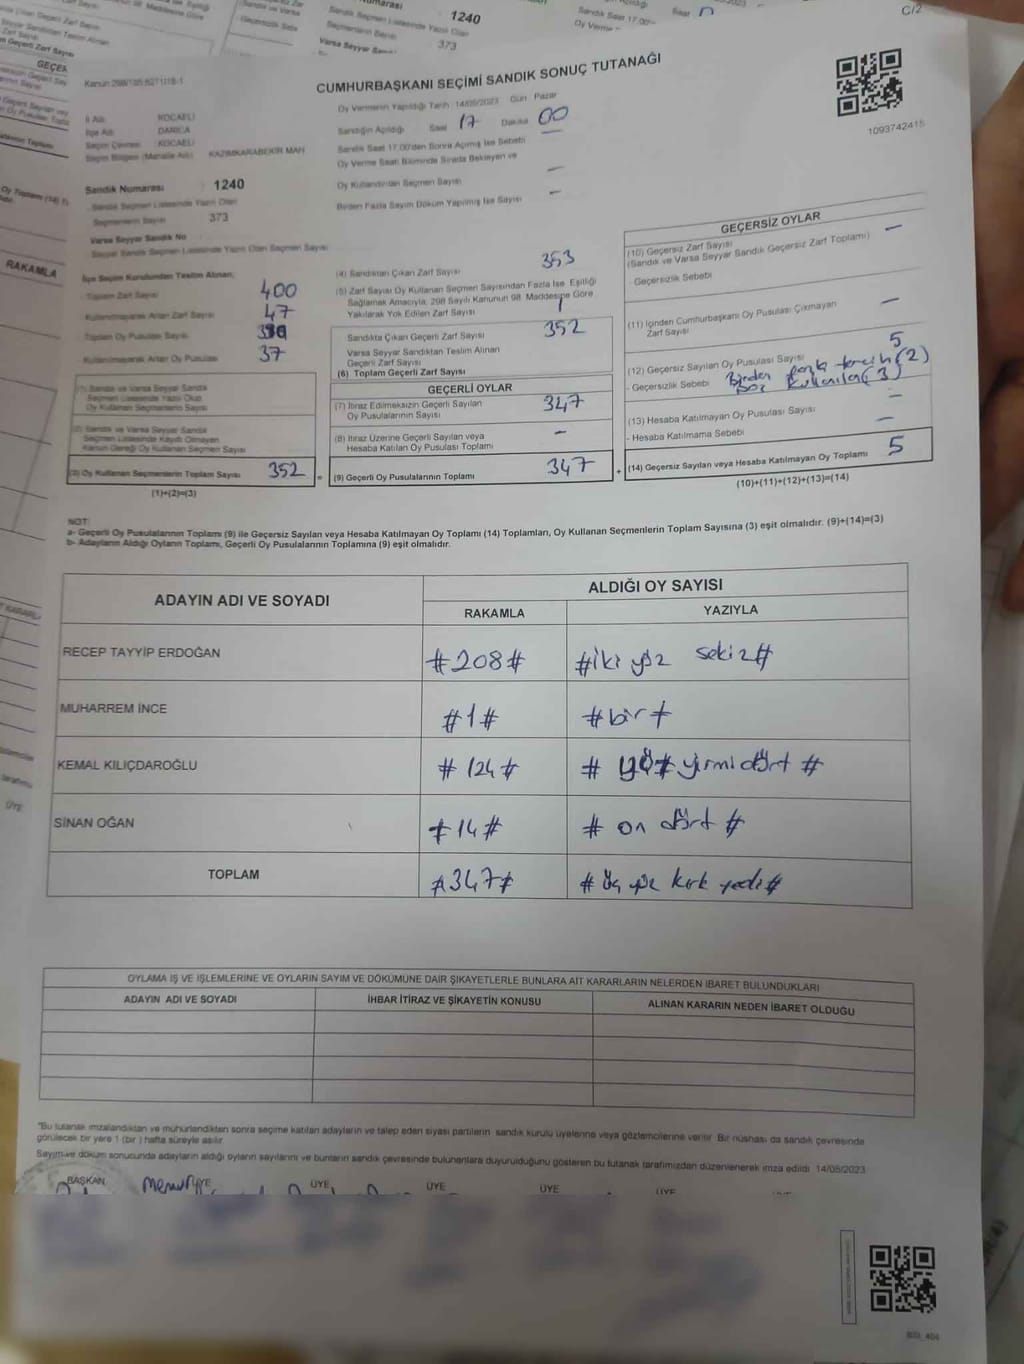 C/2
1240
373
Kanun 298/105 6271/18-1
CUMHURBAŞKANI SEÇİMİ SANDIK SONUÇ TUTANAĞI
1093742415
İl Adı KOCAELİ
İlçe Adı DARICA
Seçim Çevresi KOCAELİ
Seçim Bölgesi (Mahalle Adı) KAZIMKARABEKİR MAH
Sandık Numarası 1240
Sandık Seçmen Listesinde Yazılı Olan
Seçmenlerin Sayısı 373
Varsa Seyyar Sandık No
Seyyar Sandık Seçmen Listesinde Yazılı Olan Seçmen Sayısı
Oy Vermenin Yapıldığı Tarih : 14/05/2023 Gün : Pazar
Sandığın Açıldığı Saat 17 Dakika 00
Sandık Saat 17:00'den Sonra Açılmış İse Sebebi —
Oy Verme Saati Bitiminde Sırada Bekleyen ve
Oy Kullandırılan Seçmen Sayısı —
Birden Fazla Sayım Döküm Yapılmış İse Sayısı —
İlçe Seçim Kurulundan Teslim Alınan;
Toplam Zarf Sayısı 400
Kullanılmayarak Artan Zarf Sayısı 47
Toplam Oy Pusulası Sayısı
Kullanılmayarak Artan Oy Pusulası 37
(1) Sandık ve Varsa Seyyar Sandık
Seçmen Listesinde Yazılı Olup
Oy Kullanan Seçmenlerin Sayısı
(2) Sandık ve Varsa Seyyar Sandık
Seçmen Listesinde Kayıtlı Olmayan
Kanun Gereği Oy Kullanan Seçmen Sayısı
(3) Oy Kullanan Seçmenlerin Toplam Sayısı 352
(1)+(2)=(3)
(4) Sandıktan Çıkan Zarf Sayısı 353
(5) Zarf Sayısı Oy Kullanan Seçmen Sayısından Fazla İse Eşitliği
Sağlamak Amacıyla, 298 Sayılı Kanunun 98. Maddesine Göre
Yakılarak Yok Edilen Zarf Sayısı 1
Sandıkta Çıkan Geçerli Zarf Sayısı 352
Varsa Seyyar Sandıktan Teslim Alınan
Geçerli Zarf Sayısı
(6) Toplam Geçerli Zarf Sayısı
GEÇERLİ OYLAR
(7) İtiraz Edilmeksizin Geçerli Sayılan
Oy Pusulalarının Sayısı 347
(8) İtiraz Üzerine Geçerli Sayılan veya
Hesaba Katılan Oy Pusulası Toplamı —
(9) Geçerli Oy Pusulalarının Toplamı 347
GEÇERSİZ OYLAR
(10) Geçersiz Zarf Sayısı
(Sandık ve Varsa Seyyar Sandık Geçersiz Zarf Toplamı) —
- Geçersizlik Sebebi
(11) İçinden Cumhurbaşkanı Oy Pusulası Çıkmayan
Zarf Sayısı —
(12) Geçersiz Sayılan Oy Pusulası Sayısı 5
- Geçersizlik Sebebi Birden fazla tercih (2)
boş kullanılan (3)
(13) Hesaba Katılmayan Oy Pusulası Sayısı —
- Hesaba Katılmama Sebebi —
(14) Geçersiz Sayılan veya Hesaba Katılmayan Oy Toplamı 5
(10)+(11)+(12)+(13)=(14)
NOT:
a- Geçerli Oy Pusulalarının Toplamı (9) ile Geçersiz Sayılan veya Hesaba Katılmayan Oy Toplamı (14) Toplamları, Oy Kullanan Seçmenlerin Toplam Sayısına (3) eşit olmalıdır. (9)+(14)=(3)
b- Adayların Aldığı Oyların Toplamı, Geçerli Oy Pusulalarının Toplamına (9) eşit olmalıdır.
ADAYIN ADI VE SOYADI
ALDIĞI OY SAYISI
RAKAMLA YAZIYLA
RECEP TAYYİP ERDOĞAN #208# #iki yüz sekiz#
MUHARREM İNCE #1# #bir#
KEMAL KILIÇDAROĞLU #124# # yüz yirmi dört #
SİNAN OĞAN #14# # on dört #
TOPLAM #347# # üç yüz kırk yedi #
OYLAMA İŞ VE İŞLEMLERİNE VE OYLARIN SAYIM VE DÖKÜMÜNE DAİR ŞİKAYETLERLE BUNLARA AİT KARARLARIN NELERDEN İBARET BULUNDUKLARI
ADAYIN ADI VE SOYADI İHBAR İTİRAZ VE ŞİKAYETİN KONUSU ALINAN KARARIN NEDEN İBARET OLDUĞU
"Bu tutanak imzalandıktan ve mühürlendikten sonra seçime katılan adayların ve talep eden siyasi partilerin sandık kurulu üyelerine veya gözlemcilerine verilir. Bir nüshası da sandık çevresinde
görülecek bir yere 1 (bir) hafta süreyle asılır.
Sayım ve döküm sonucunda adayların aldığı oyların sayılarını ve bunların sandık çevresinde bulunanlara duyurulduğunu gösteren bu tutanak tarafımızdan düzenlenerek imza edildi. 14/05/2023
BAŞKAN Memur ÜYE ÜYE ÜYE ÜYE ÜYE